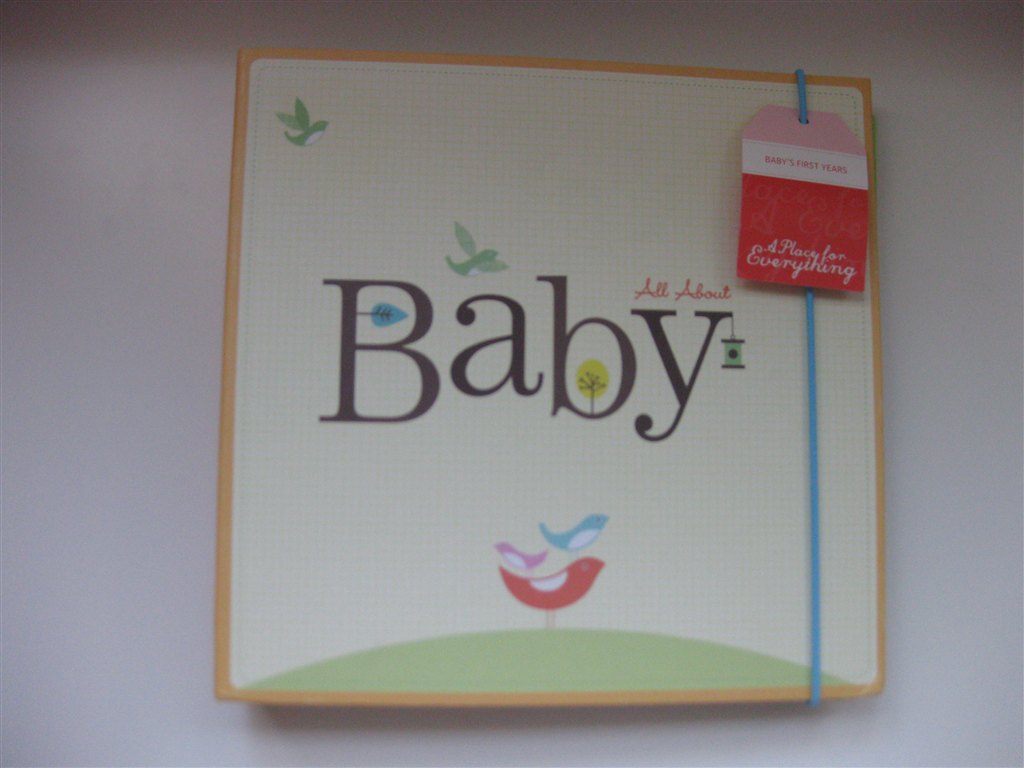 BABY'S FIRST YEARS
A Place for
Everything
All About
Baby